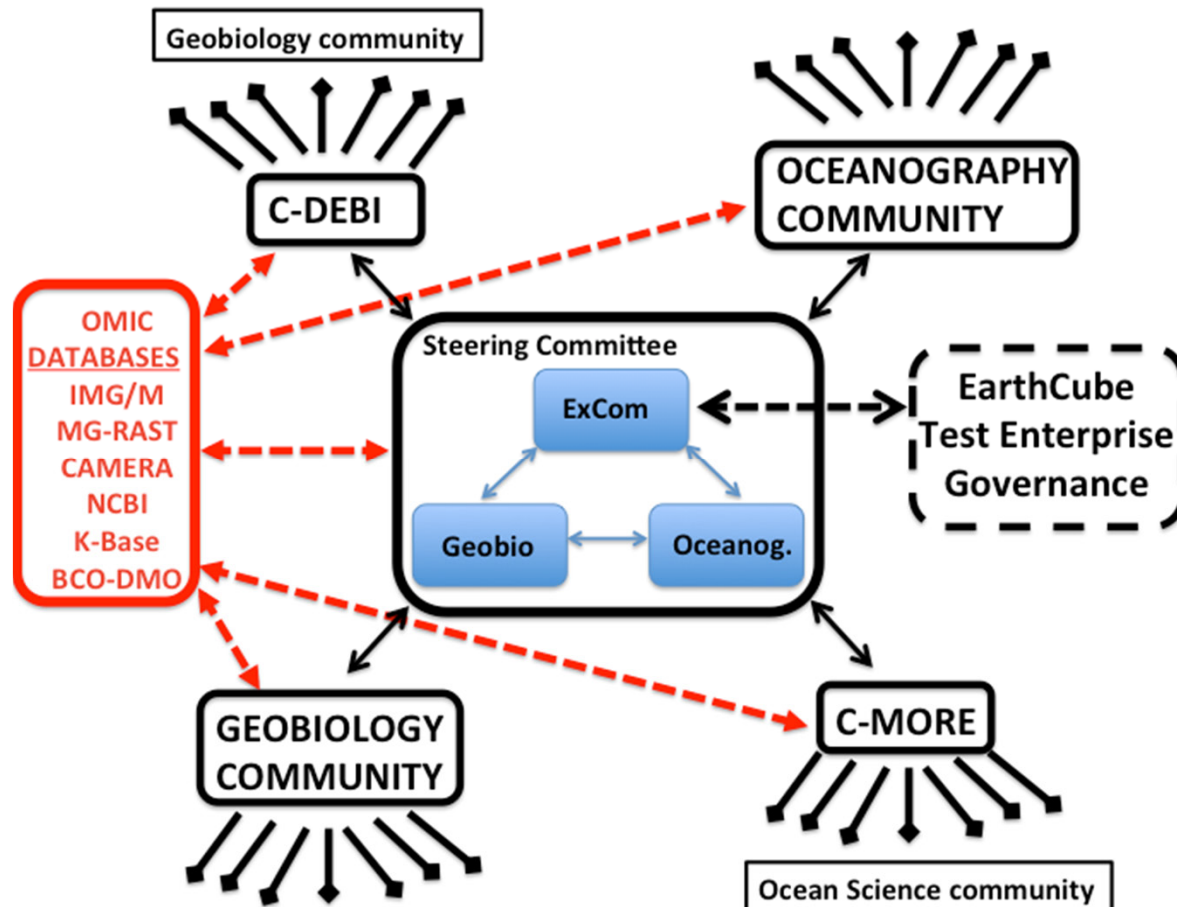 Geobiology community
C-DEBI
OCEANOGRAPHY
COMMUNITY
OMIC
DATABASES
IMG/M
MG-RAST
CAMERA
NCBI
K-Base
BCO-DMO
Steering Committee
ExCom
Geobio
Oceanog.
EarthCube
Test Enterprise
Governance
GEOBIOLOGY
COMMUNITY
C-MORE
Ocean Science community